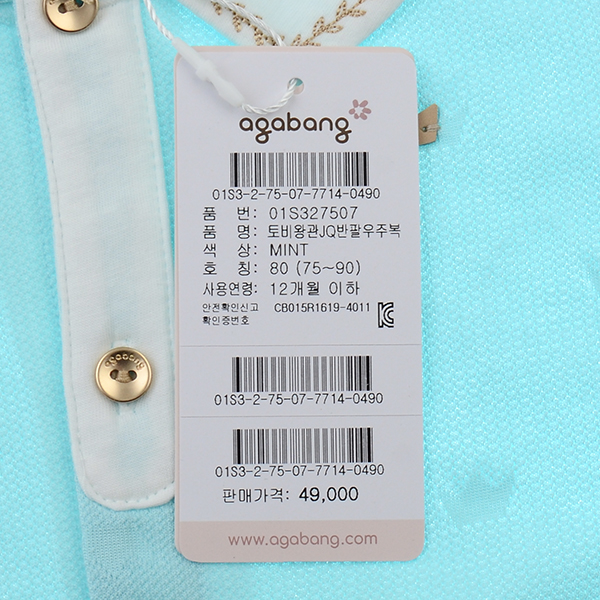 agabang
01S3-2-75-07-7714-0490
품 번: 01S327507
품 명: 토비왕관JQ반팔우주복
색 상: MINT
호 칭: 80 (75~90)
사용연령: 12개월 이하
안전확인신고 CB015R1619-4011
확인증번호
01S3-2-75-07-7714-0490
agabang
01S3-2-75-07-7714-0490
판매가격: 49,000
www.agabang.com